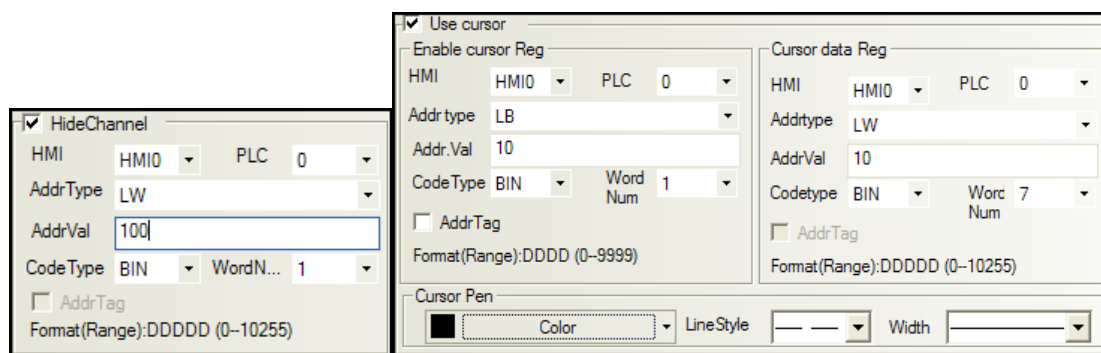 HideChannel
HMI HMI0 PLC 0
AddrType LW
AddrVal 100
CodeType BIN WordN... 1
AddrTag
Format(Range):DDDDD (0--10255)
Use cursor
Enable cursor Reg
HMI HMI0 PLC 0
Addr type LB
Addr.Val 10
CodeType BIN Word Num 1
AddrTag
Format(Range):DDDD (0--9999)
Cursor data Reg
HMI HMI0 PLC 0
Addrtype LW
AddrVal 10
Codetype BIN Word Num 7
AddrTag
Format(Range):DDDDD (0--10255)
Cursor Pen
Color LineStyle Width